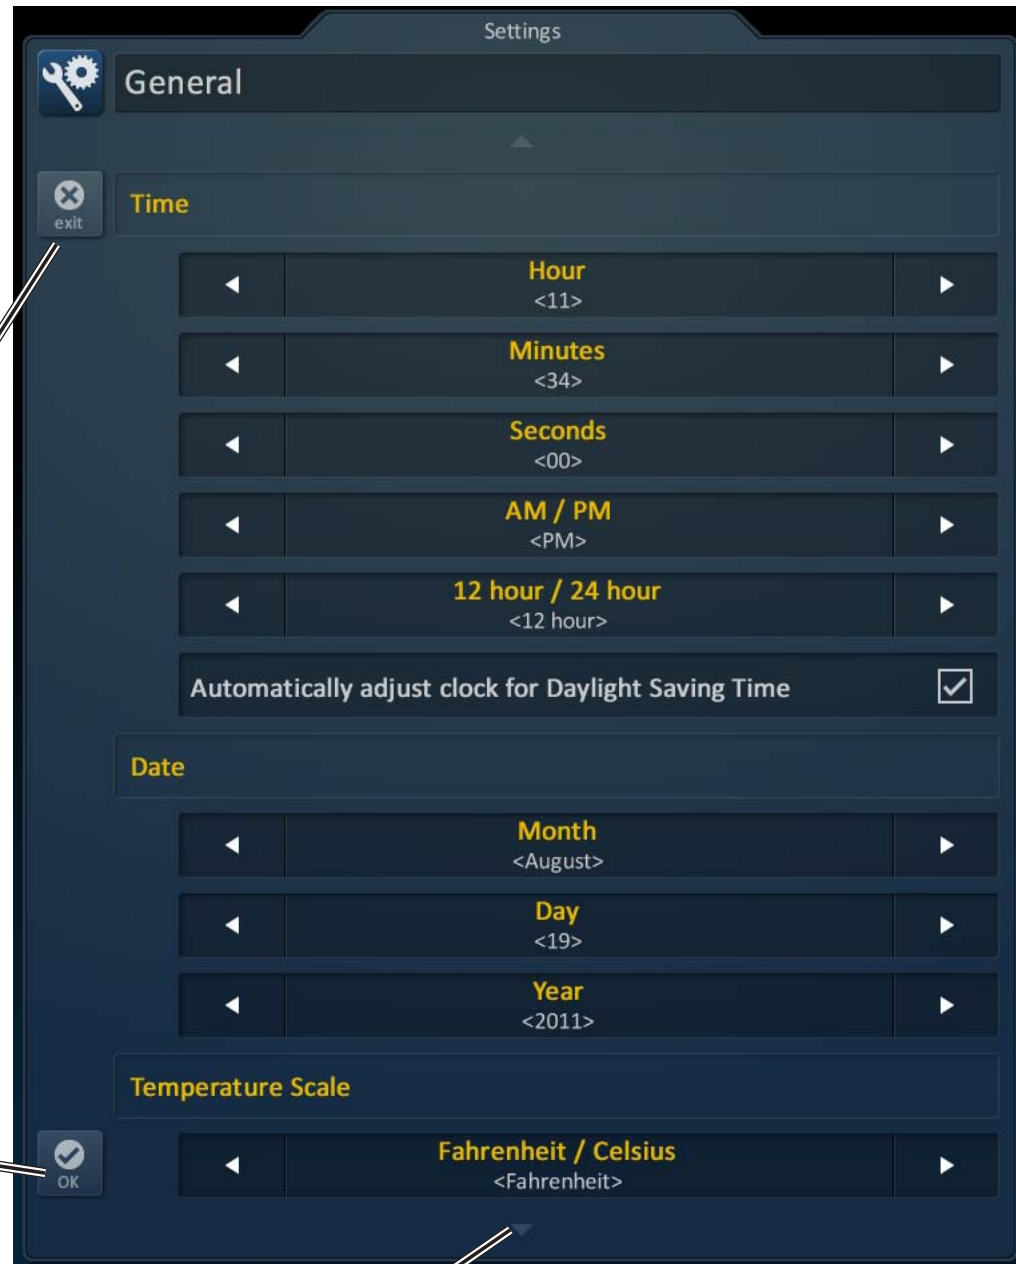 Settings
General
exit
Time
Hour
<11>
Minutes
<34>
Seconds
<00>
AM / PM
<PM>
12 hour / 24 hour
<12 hour>
Automatically adjust clock for Daylight Saving Time
Date
Month
<August>
Day
<19>
Year
<2011>
Temperature Scale
Fahrenheit / Celsius
<Fahrenheit>
OK